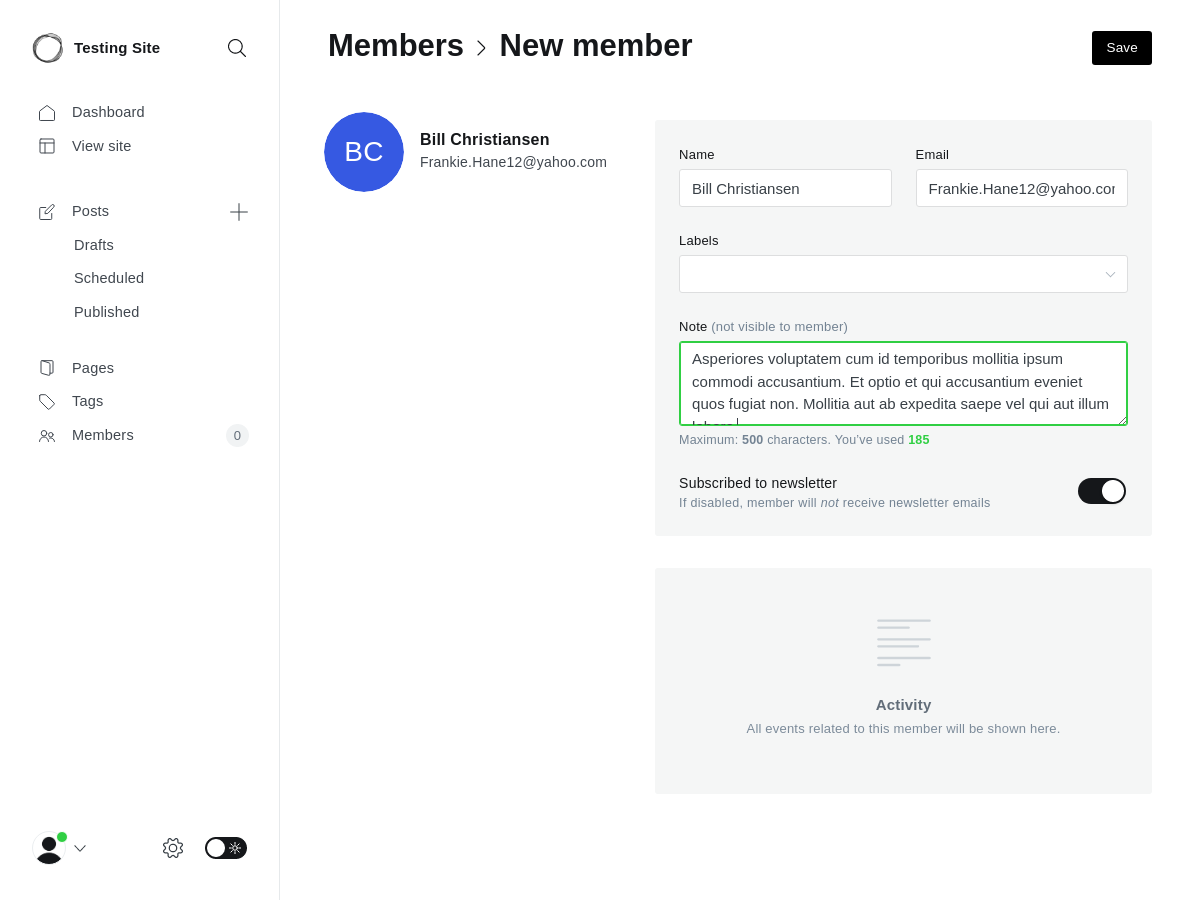 Testing Site
Dashboard
View site
Posts
Drafts
Scheduled
Published
Pages
Tags
Members
0
Members > New member
Save
BC
Bill Christiansen
Frankie.Hane12@yahoo.com
Name
Email
Bill Christiansen
Frankie.Hane12@yahoo.cor
Labels
Note (not visible to member)
Asperiores voluptatem cum id temporibus mollitia ipsum
commodi accusantium. Et optio et qui accusantium eveniet
quos fugiat non. Mollitia aut ab expedita saepe vel qui aut illum
Maximum: 500 characters. You've used 185
Subscribed to newsletter
If disabled, member will not receive newsletter emails
Activity
All events related to this member will be shown here.